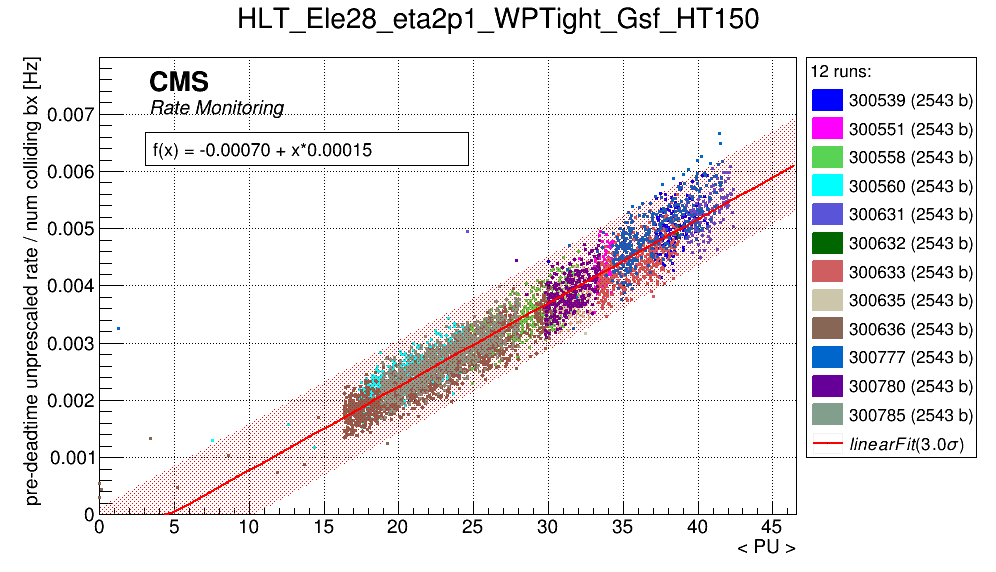 HLT_Ele28_eta2p1_WPTight_Gsf_HT150
CMS
Rate Monitoring
f(x) = -0.00070 + x*0.00015
pre-deadtime unprescaled rate / num colliding bx [Hz]
0.007
0.006
0.005
0.004
0.003
0.002
0.001
0
0 5 10 15 20 25 30 35 40 45
< PU >
12 runs:
300539 (2543 b)
300551 (2543 b)
300558 (2543 b)
300560 (2543 b)
300631 (2543 b)
300632 (2543 b)
300633 (2543 b)
300635 (2543 b)
300636 (2543 b)
300777 (2543 b)
300780 (2543 b)
300785 (2543 b)
linearFit(3.0σ)